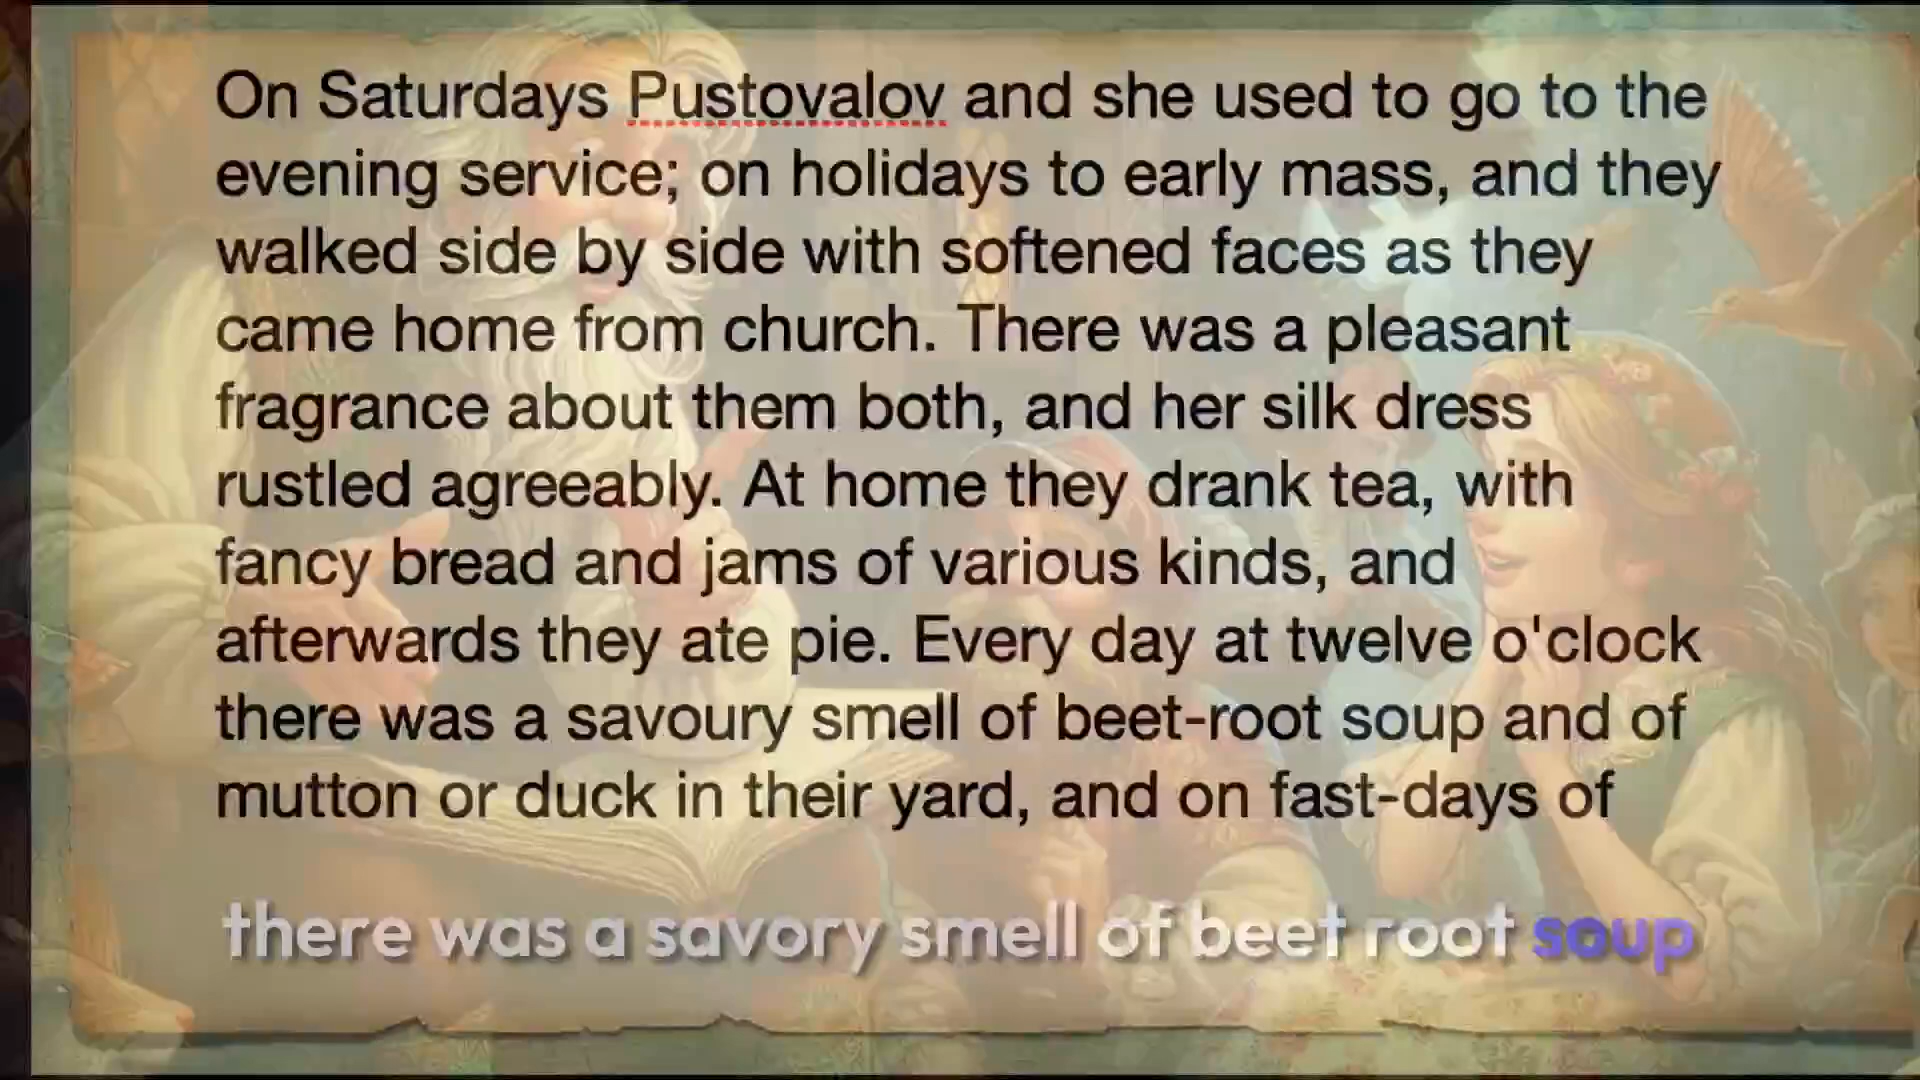 On Saturdays Pustovalov and she used to go to the
evening service; on holidays to early mass, and they
walked side by side with softened faces as they
came home from church. There was a pleasant
fragrance about them both, and her silk dress
rustled agreeably. At home they drank tea, with
fancy bread and jams of various kinds, and
afterwards they ate pie. Every day at twelve o'clock
there was a savoury smell of beet-root soup and of
mutton or duck in their yard, and on fast-days of
there was a savory smell of beet root soup